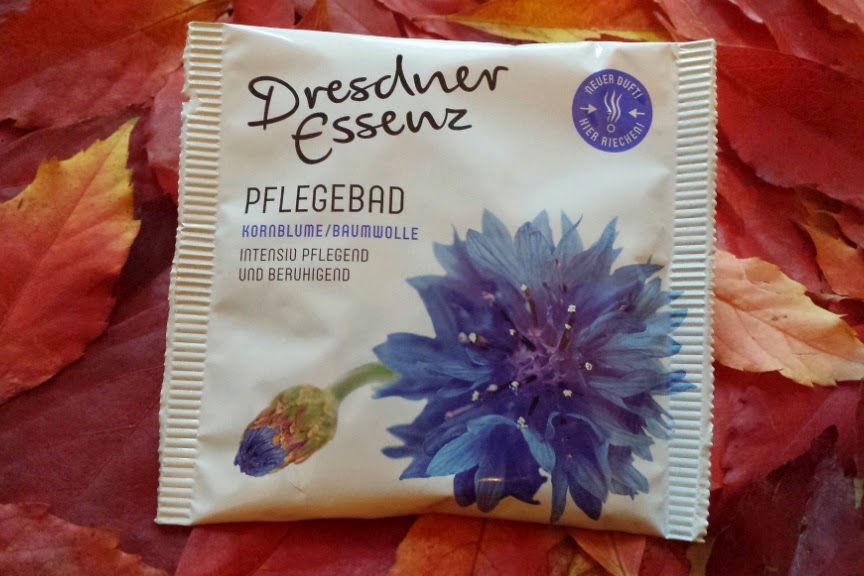 Dresdner
Essenz
NEUER DUFT!
HIER RIECHEN!
PFLEGEBAD
KORNBLUME/BAUMWOLLE
INTENSIV PFLEGEND
UND BERUHIGEND